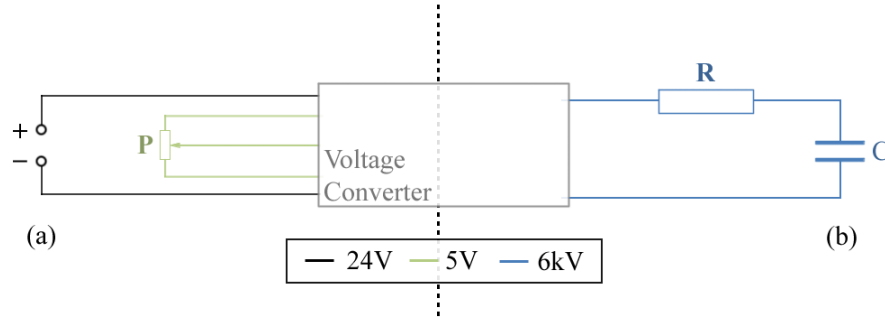 R
+
P
−
Voltage
Converter
C
(a)
(b)
24V 5V 6kV